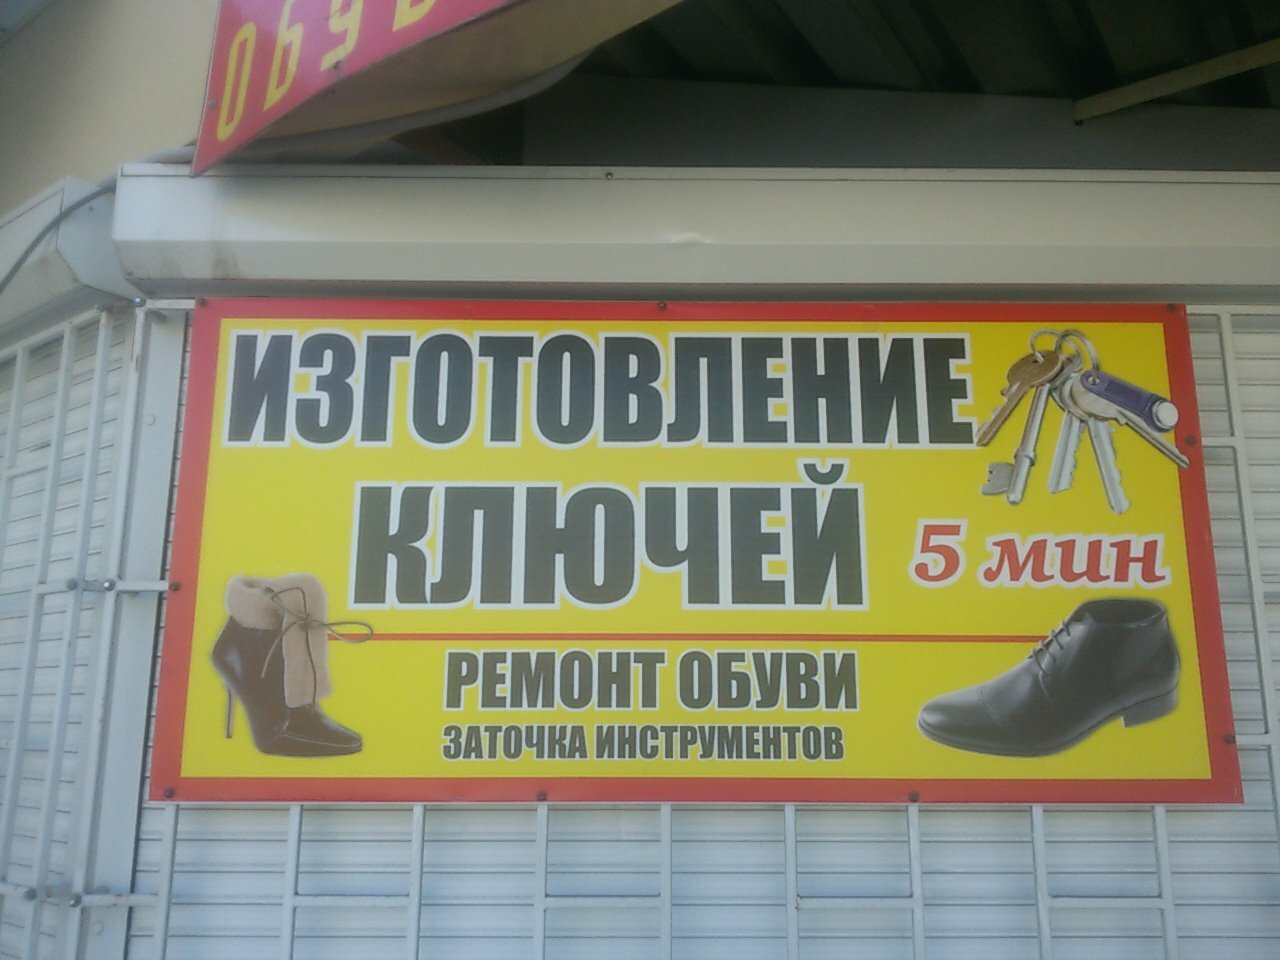 ИЗГОТОВЛЕНИЕ
КЛЮЧЕЙ
5 мин
РЕМОНТ ОБУВИ
ЗАТОЧКА ИНСТРУМЕНТОВ